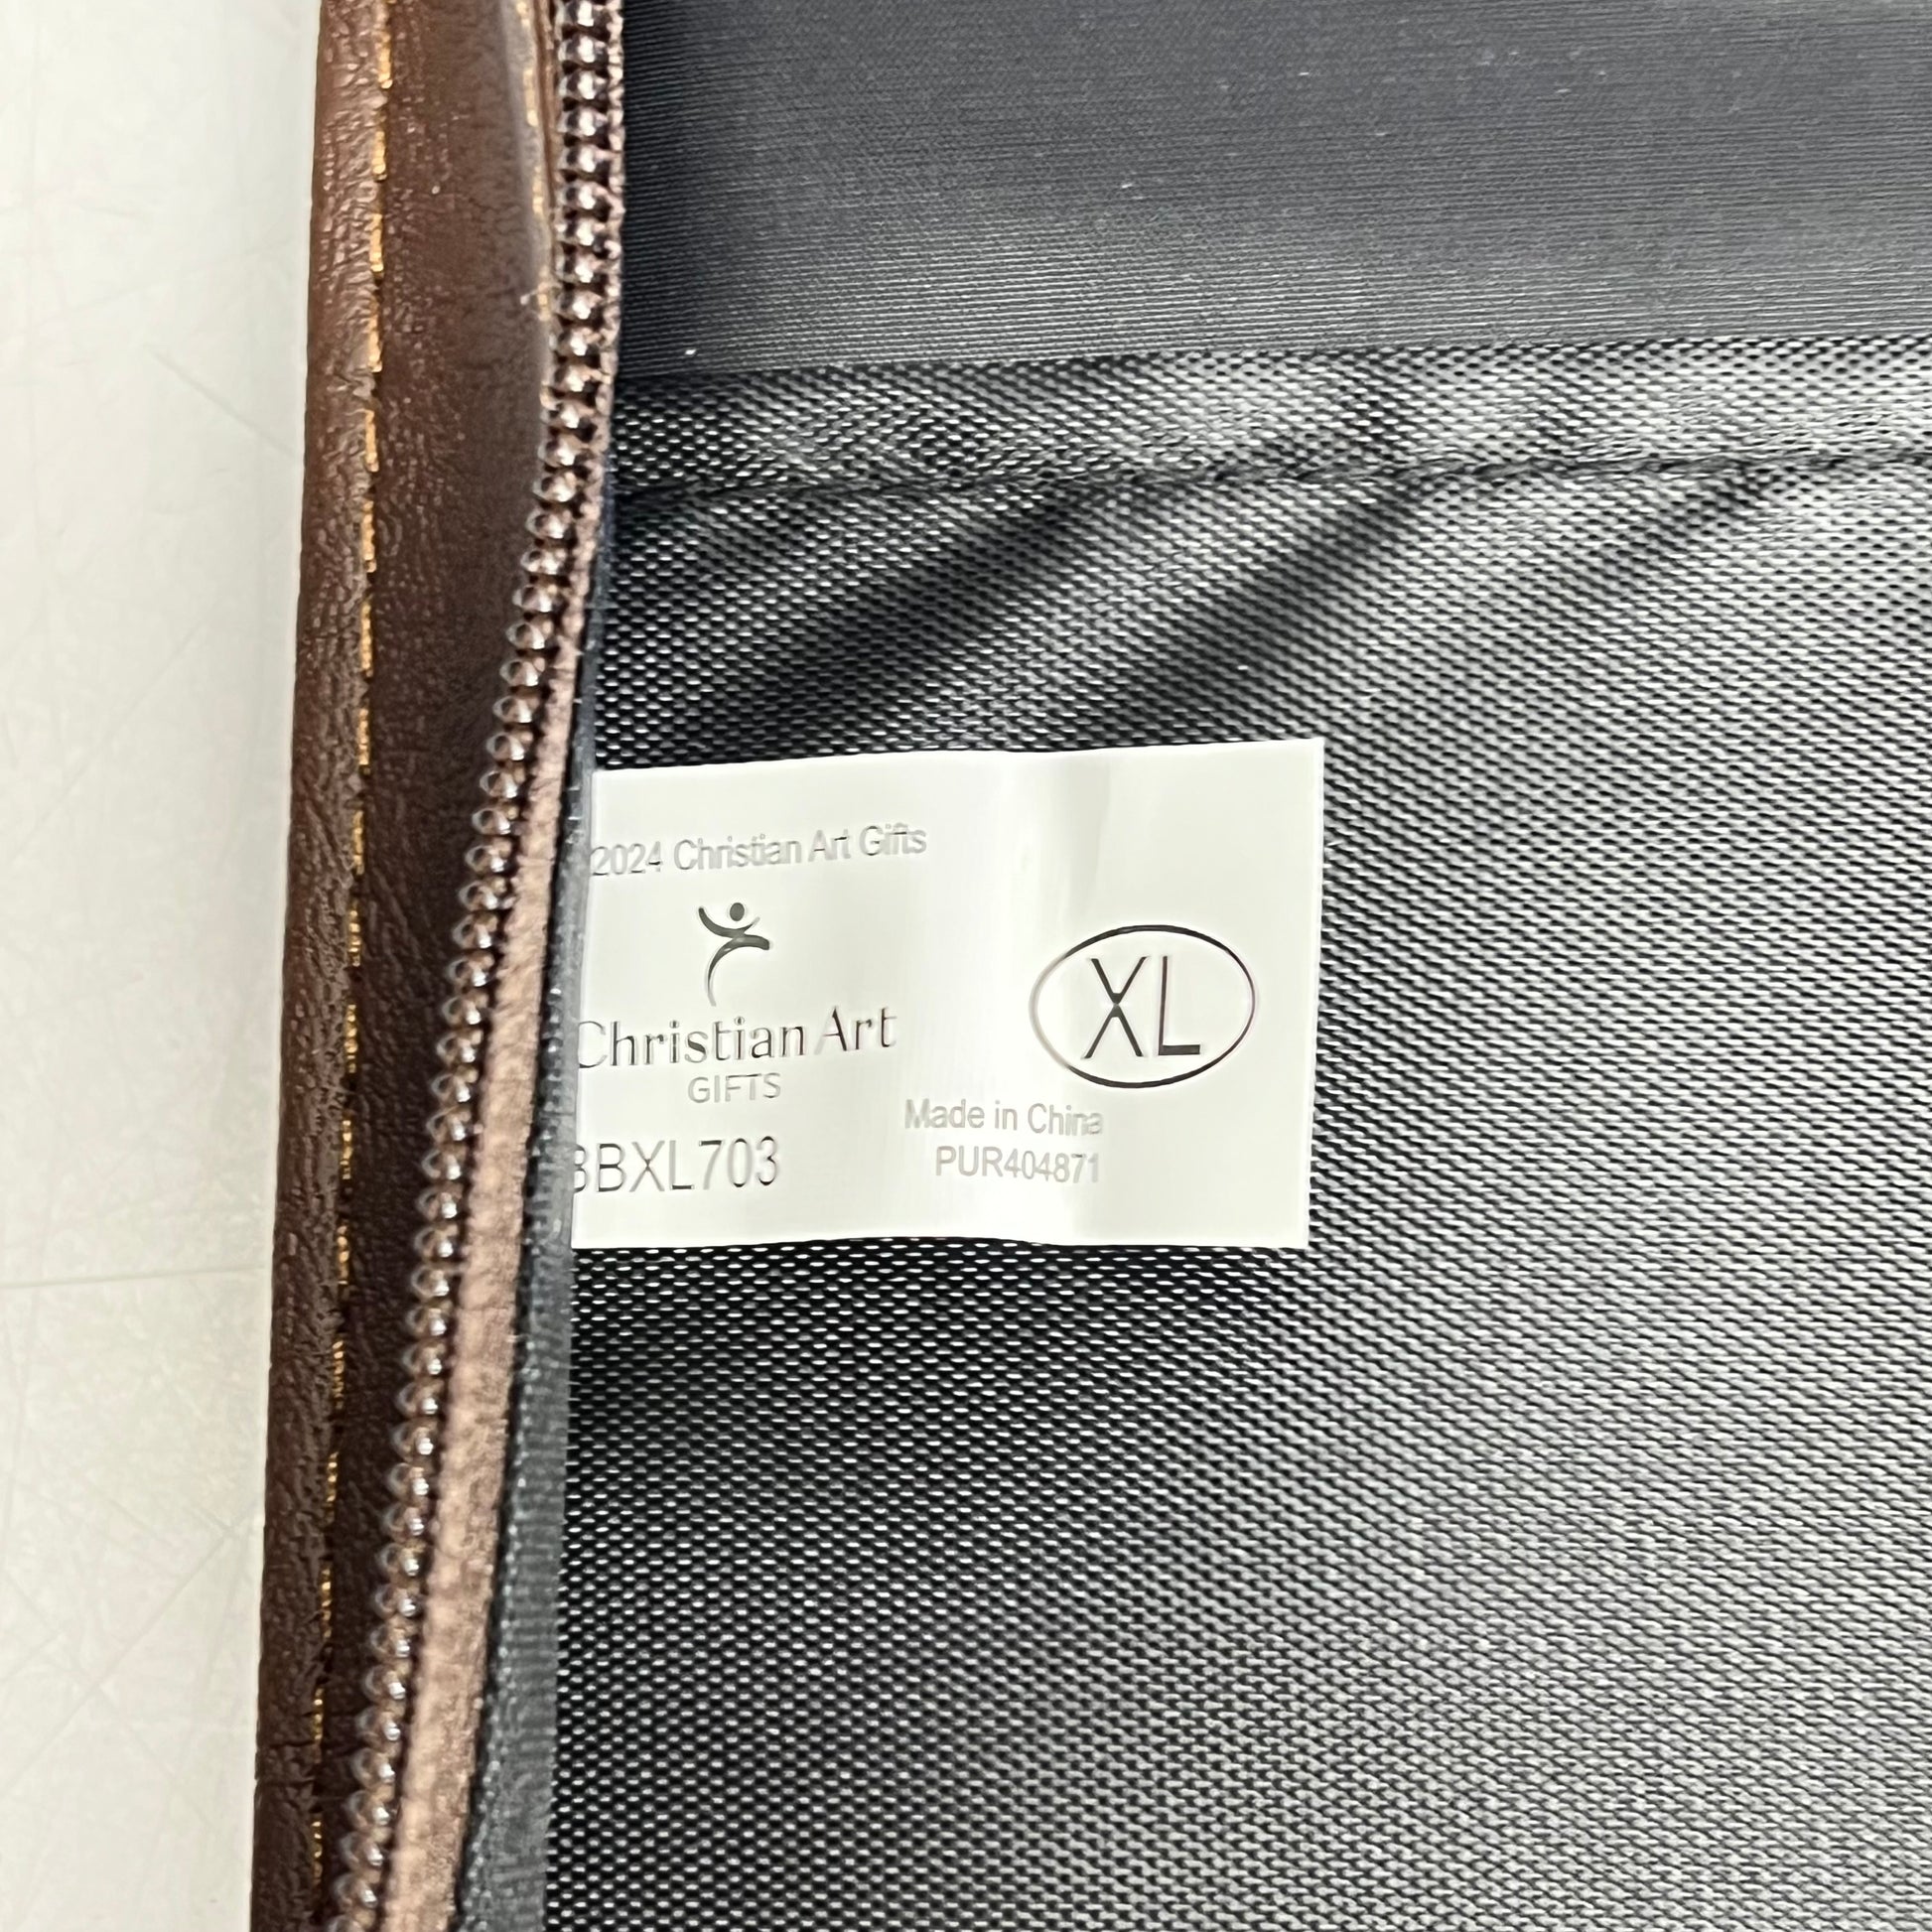 2024 Christian Art Gifts
Christian Art
GIFTS
XL
Made in China
BBXL703
PUR404871